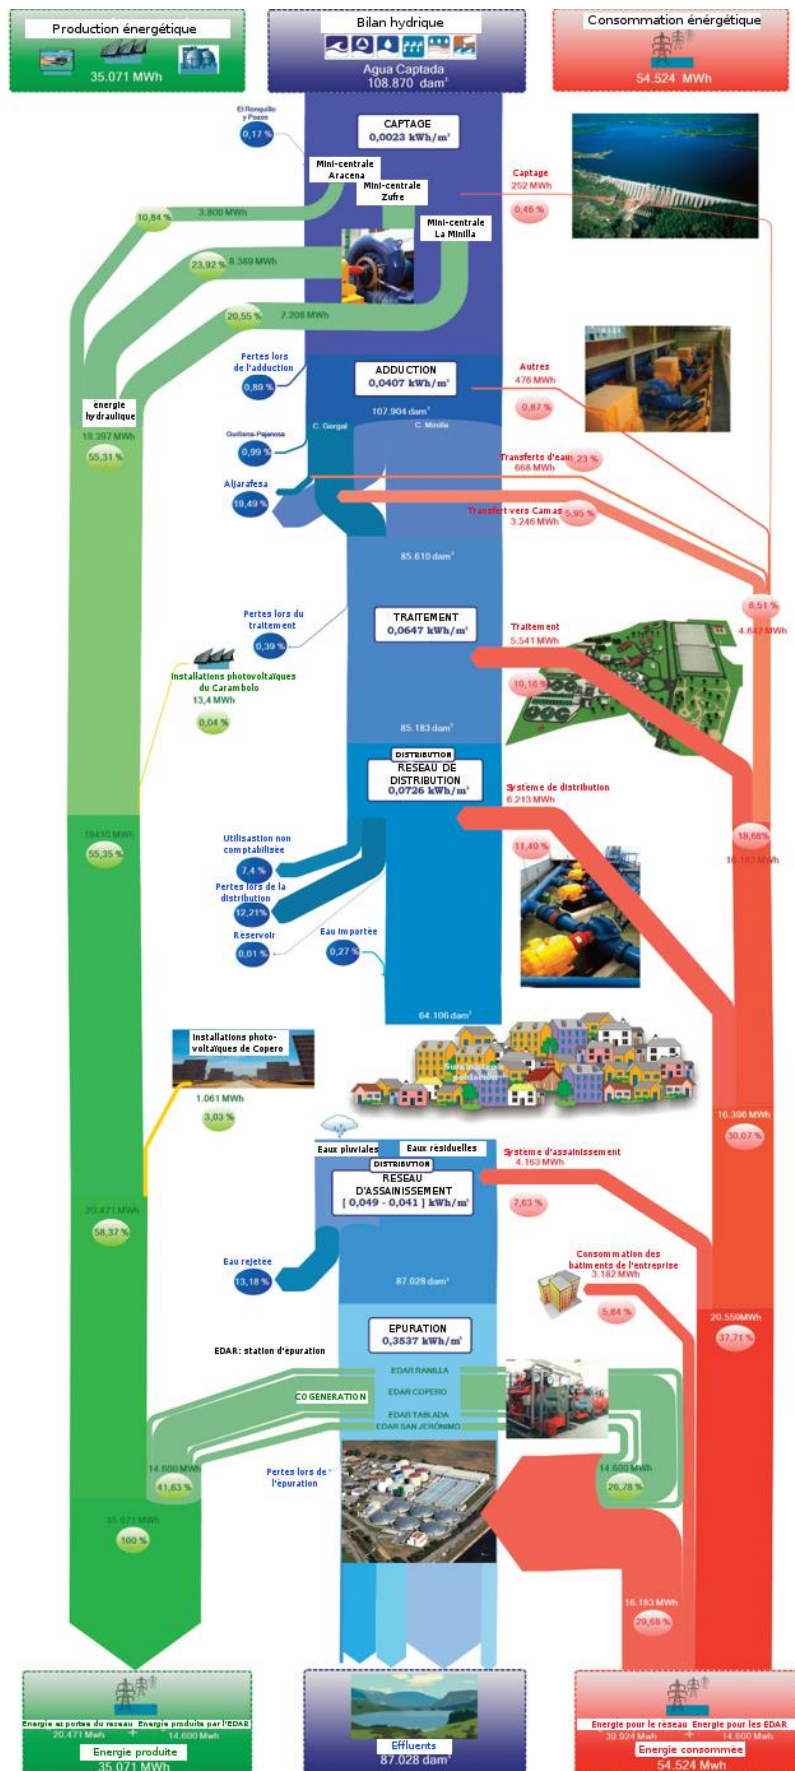 Production énergétique
35.071 MWh
Bilan hydrique
Agua Captada
108.870 dam³
Consommation énérgétique
54.524 MWh
El Ronquillo
y Pozos
0,17 %
CAPTAGE
0,0023 kWh/m³
Mini-centrale
Aracena
Mini-centrale
Zufre
Mini-centrale
La Minilla
Captage
252 MWh
0,46 %
10,84 %
3.800 MWh
23,92 %
8.389 MWh
20,55 %
7.208 MWh
Pertes lors
de l'adduction
0,89 %
ADDUCTION
0,0407 kWh/m³
107.904 dam³
Autres
476 MWh
0,87 %
énergie
hydraulique
19.397 MWh
55,31 %
C. Gergal
C. Minilla
Guillena-Pajanosa
0,99 %
Aljarafesa
19,49 %
Transferts d'eau
1,23 %
668 MWh
Transfert vers Camas
5,95 %
3.246 MWh
85.610 dam³
8,51 %
4.642 MWh
Pertes lors du
traitement
0,39 %
TRAITEMENT
0,0647 kWh/m³
Traitement
5.541 MWh
10,16 %
Installations photovoltaïques
du Carambolo
13,4 MWh
0,04 %
85.183 dam³
DISTRIBUTION
RESEAU DE
DISTRIBUTION
0,0726 kWh/m³
Système de distribution
6.213 MWh
11,40 %
19410 MWh
55,35 %
18,68%
10.183 MWh
Utilisastion non
comptabilisée
7,4 %
Pertes lors de la
distribution
12,21%
Réservoir
0,01 %
Eau importée
0,27 %
64.106 dam³
Installations photo-
voltaïques de Copero
1.061 MWh
3,03 %
16.396 MWh
30,07 %
Eaux pluviales
Eaux résiduelles
DISTRIBUTION
RESEAU
D'ASSAINISSEMENT
[ 0,049 - 0,041 ] kWh/m³
Système d'assainissement
4.163 MWh
7,63 %
20.471 MWh
58,37 %
Eau rejetée
13,18 %
87.028 dam³
Consommation des
bâtiments de l'entreprise
3.182 MWh
5,84 %
20.559MWh
37,71 %
EPURATION
0,3537 kWh/m³
EDAR: station d'épuration
COGENERATION
EDAR RANILLA
EDAR COPERO
EDAR TABLADA
EDAR SAN JERÓNIMO
14.600 MWh
41,63 %
Pertes lors de
l'épuration
14.600 MWh
26,78 %
35.071 MWh
100 %
16.183 MWh
29,68 %
Energie exportée du réseau
Energie produite par l'EDAR
20.471 Mwh + 14.600 MWh
Energie produite
35.071 MWh
Effluents
87.028 dam³
Energie pour le réseau
Energie pour les EDAR
39.924 MWh + 14.600 MWh
Energie consommée
54.524 Mwh